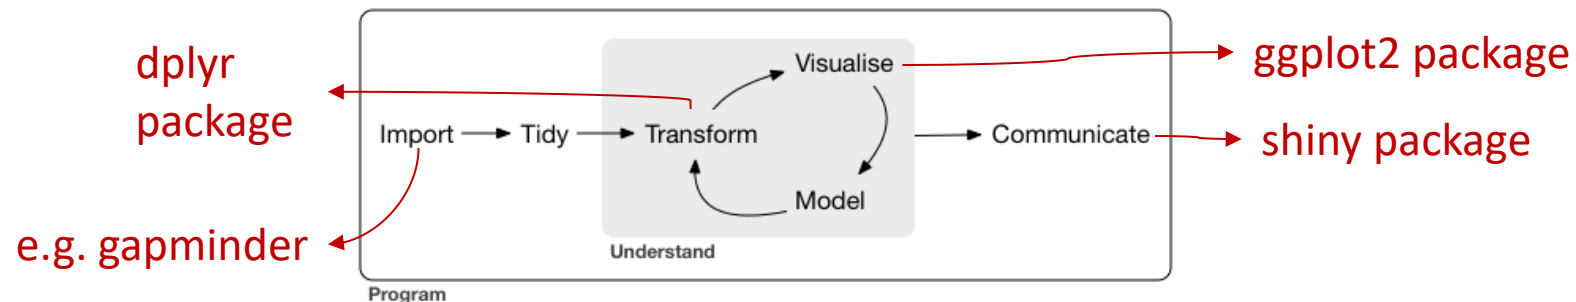 dplyr
package
Visualise
ggplot2 package
Import
Tidy
Transform
Communicate
shiny package
Model
e.g. gapminder
Understand
Program